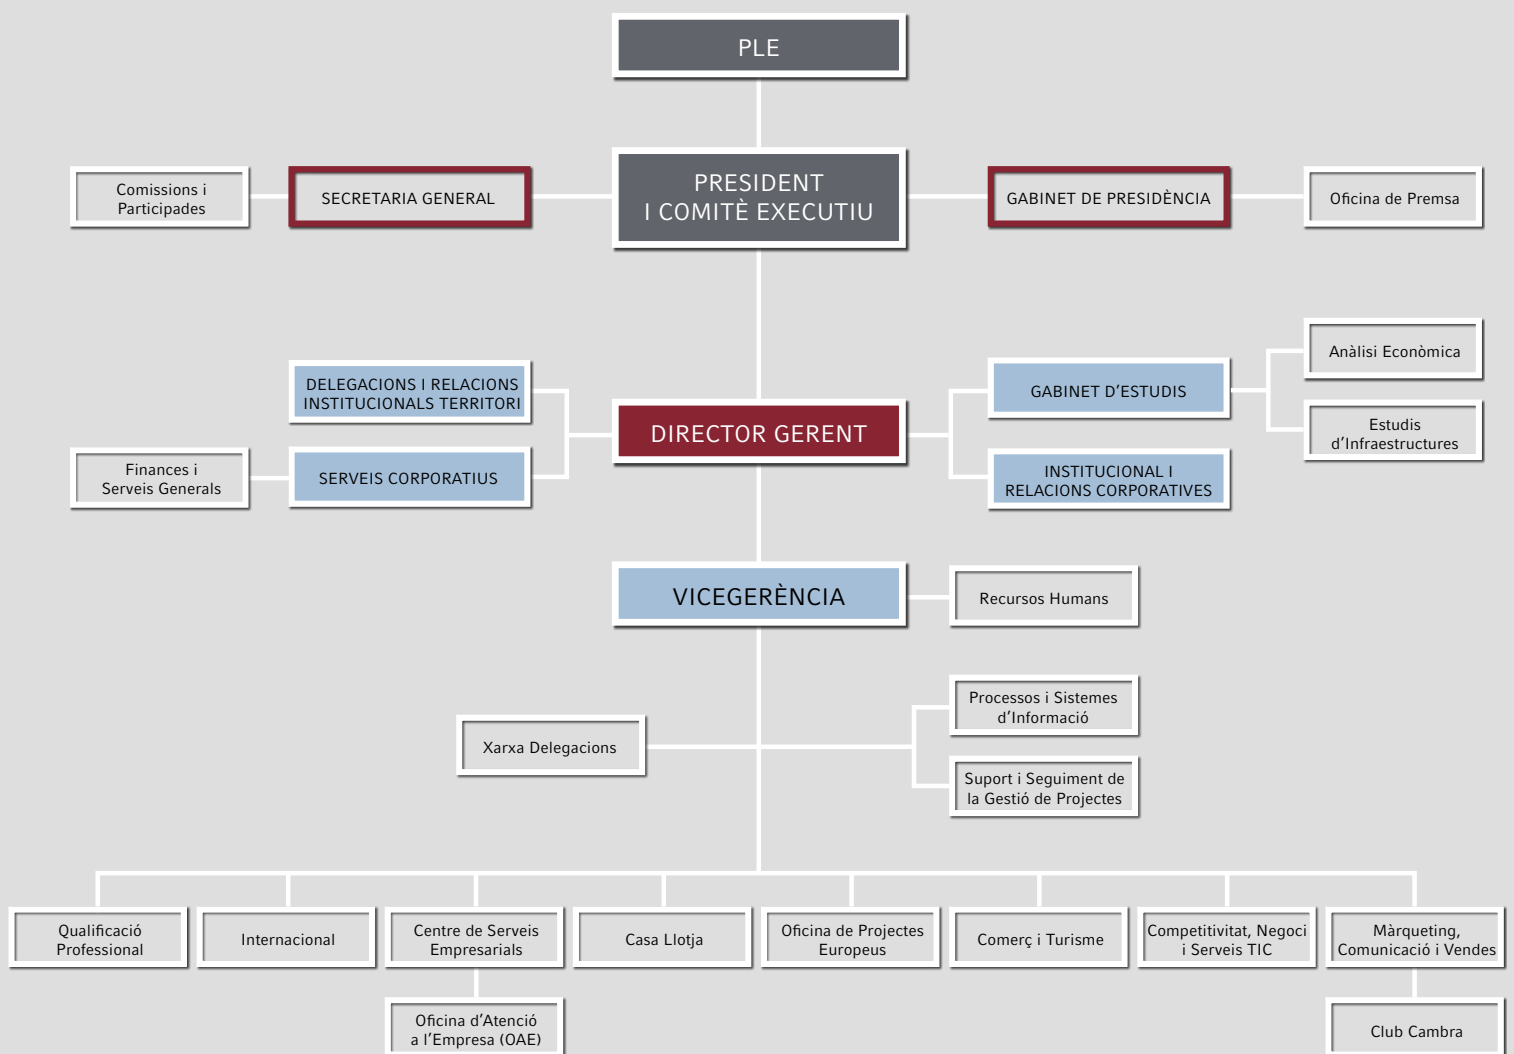 PLE
Comissions i
Participades
SECRETARIA GENERAL
PRESIDENT
I COMITÈ EXECUTIU
GABINET DE PRESIDÈNCIA
Oficina de Premsa
DELEGACIONS I RELACIONS
INSTITUCIONALS TERRITORI
Finances i
Serveis Generals
SERVEIS CORPORATIUS
DIRECTOR GERENT
GABINET D'ESTUDIS
Anàlisi Econòmica
Estudis
d'Infraestructures
INSTITUCIONAL I
RELACIONS CORPORATIVES
VICEGERÈNCIA
Recursos Humans
Xarxa Delegacions
Processos i Sistemes
d'Informació
Suport i Seguiment de
la Gestió de Projectes
Qualificació
Professional
Internacional
Centre de Serveis
Empresarials
Casa Llotja
Oficina de Projectes
Europeus
Comerç i Turisme
Competitivitat, Negoci
i Serveis TIC
Màrqueting,
Comunicació i Vendes
Oficina d'Atenció
a l'Empresa (OAE)
Club Cambra